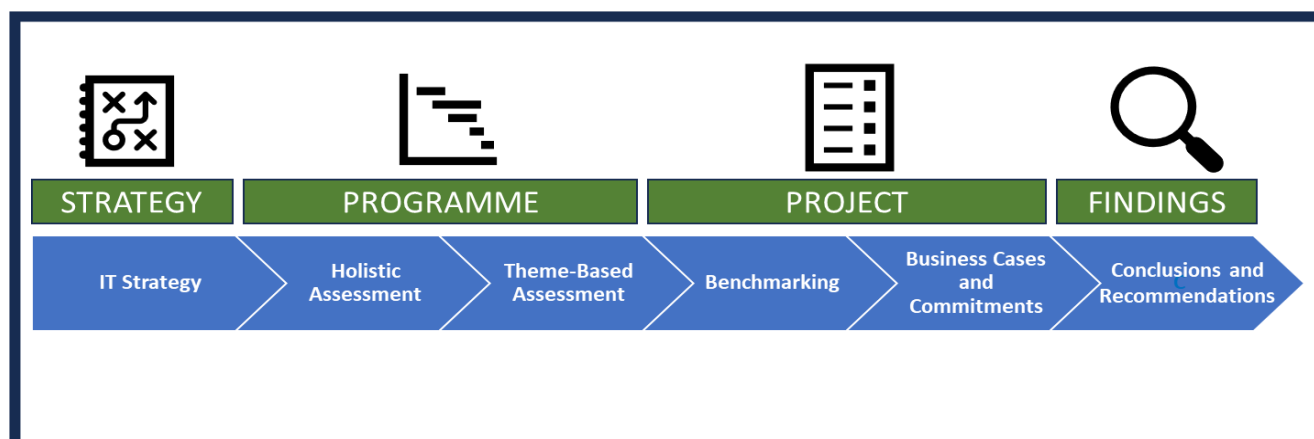 STRATEGY
PROGRAMME
PROJECT
FINDINGS
IT Strategy
Holistic
Assessment
Theme-Based
Assessment
Benchmarking
Business Cases
and
Commitments
Conclusions and
Recommendations